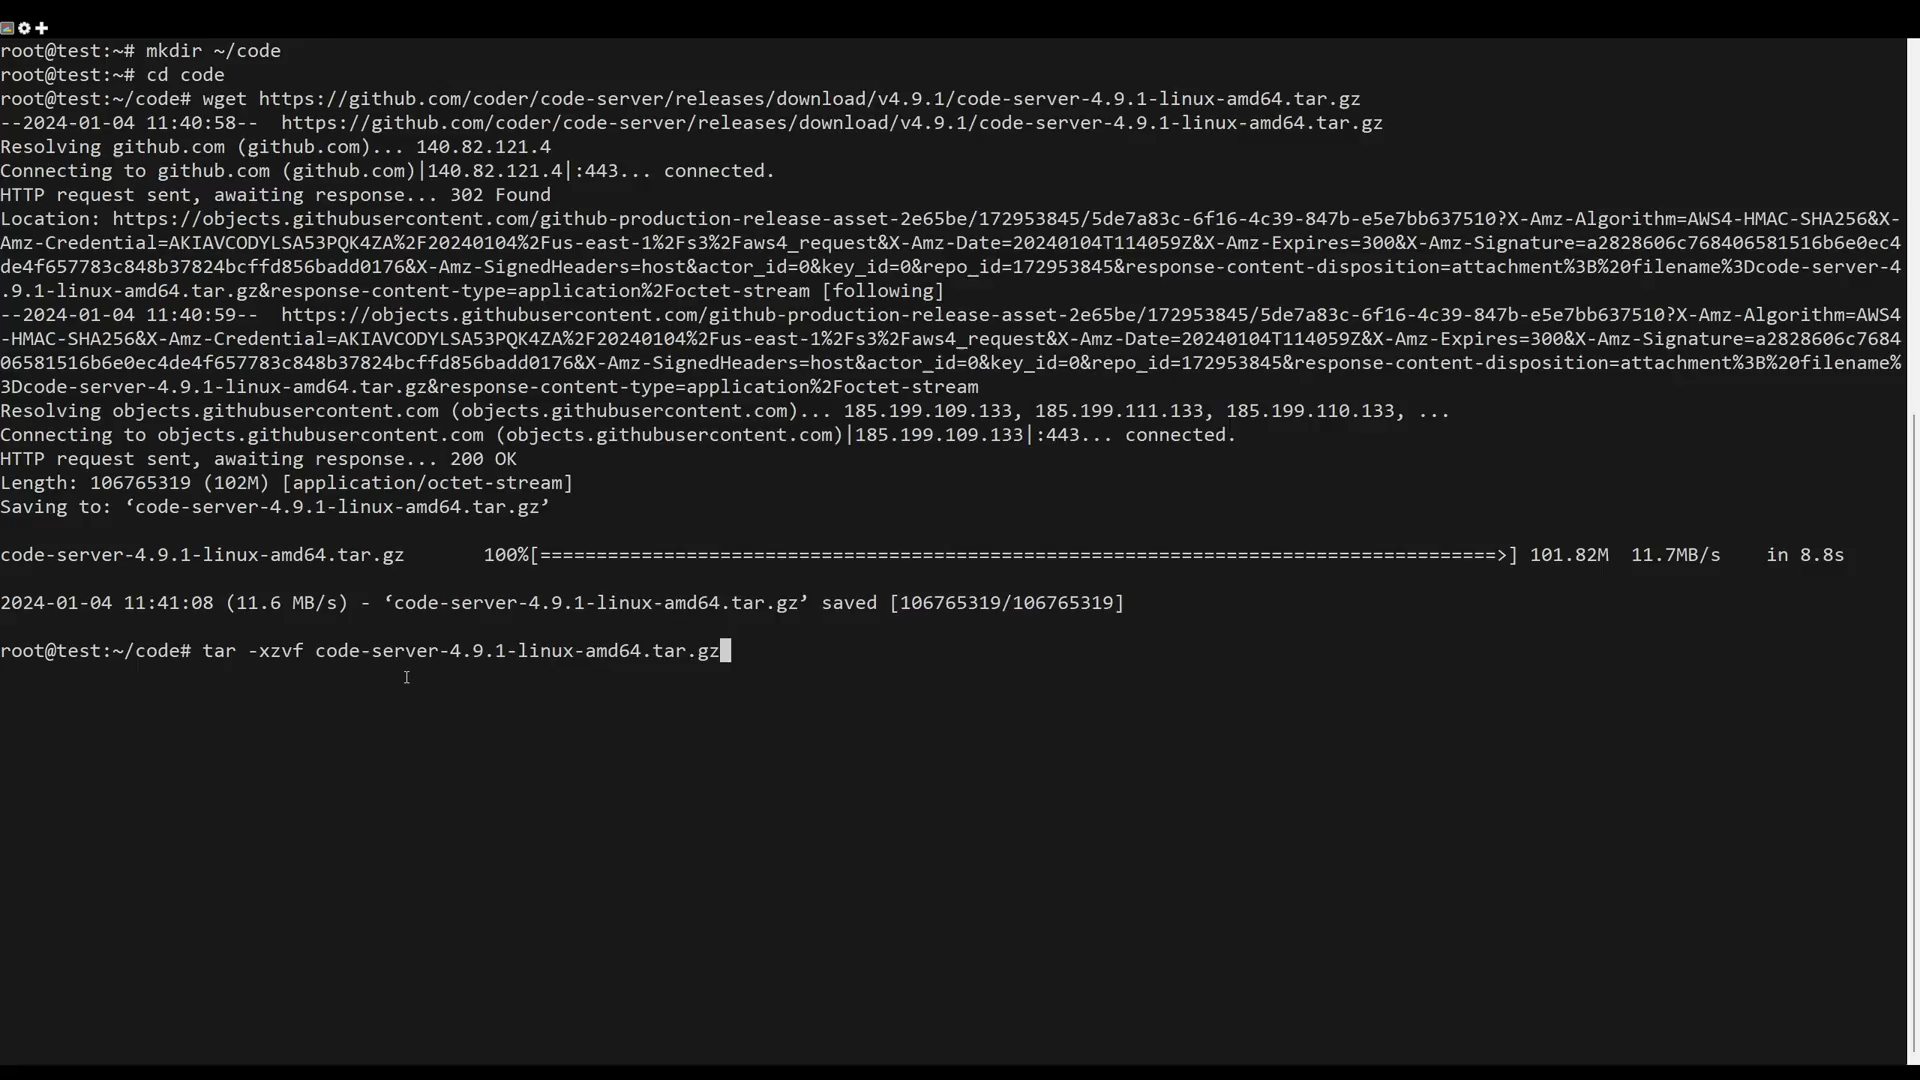 root@test:~# mkdir ~/code
root@test:~# cd code
root@test:~/code# wget https://github.com/coder/code-server/releases/download/v4.9.1/code-server-4.9.1-linux-amd64.tar.gz
--2024-01-04 11:40:58--  https://github.com/coder/code-server/releases/download/v4.9.1/code-server-4.9.1-linux-amd64.tar.gz
Resolving github.com (github.com)... 140.82.121.4
Connecting to github.com (github.com)|140.82.121.4|:443... connected.
HTTP request sent, awaiting response... 302 Found
Location: https://objects.githubusercontent.com/github-production-release-asset-2e65be/172953845/5de7a83c-6f16-4c39-847b-e5e7bb637510?X-Amz-Algorithm=AWS4-HMAC-SHA256&X-
Amz-Credential=AKIAVCODYLSA53PQK4ZA%2F20240104%2Fus-east-1%2Fs3%2Faws4_request&X-Amz-Date=20240104T114059Z&X-Amz-Expires=300&X-Amz-Signature=a2828606c768406581516b6e0ec4
de4f657783c848b37824bcffd856badd0176&X-Amz-SignedHeaders=host&actor_id=0&key_id=0&repo_id=172953845&response-content-disposition=attachment%3B%20filename%3Dcode-server-4
.9.1-linux-amd64.tar.gz&response-content-type=application%2Foctet-stream [following]
--2024-01-04 11:40:59--  https://objects.githubusercontent.com/github-production-release-asset-2e65be/172953845/5de7a83c-6f16-4c39-847b-e5e7bb637510?X-Amz-Algorithm=AWS4
-HMAC-SHA256&X-Amz-Credential=AKIAVCODYLSA53PQK4ZA%2F20240104%2Fus-east-1%2Fs3%2Faws4_request&X-Amz-Date=20240104T114059Z&X-Amz-Expires=300&X-Amz-Signature=a2828606c7684
06581516b6e0ec4de4f657783c848b37824bcffd856badd0176&X-Amz-SignedHeaders=host&actor_id=0&key_id=0&repo_id=172953845&response-content-disposition=attachment%3B%20filename%
3Dcode-server-4.9.1-linux-amd64.tar.gz&response-content-type=application%2Foctet-stream
Resolving objects.githubusercontent.com (objects.githubusercontent.com)... 185.199.109.133, 185.199.111.133, 185.199.110.133, ...
Connecting to objects.githubusercontent.com (objects.githubusercontent.com)|185.199.109.133|:443... connected.
HTTP request sent, awaiting response... 200 OK
Length: 106765319 (102M) [application/octet-stream]
Saving to: ‘code-server-4.9.1-linux-amd64.tar.gz’
code-server-4.9.1-linux-amd64.tar.gz       100%[=====================================================================================>] 101.82M  11.7MB/s    in 8.8s
2024-01-04 11:41:08 (11.6 MB/s) - ‘code-server-4.9.1-linux-amd64.tar.gz’ saved [106765319/106765319]
root@test:~/code# tar -xzvf code-server-4.9.1-linux-amd64.tar.gz